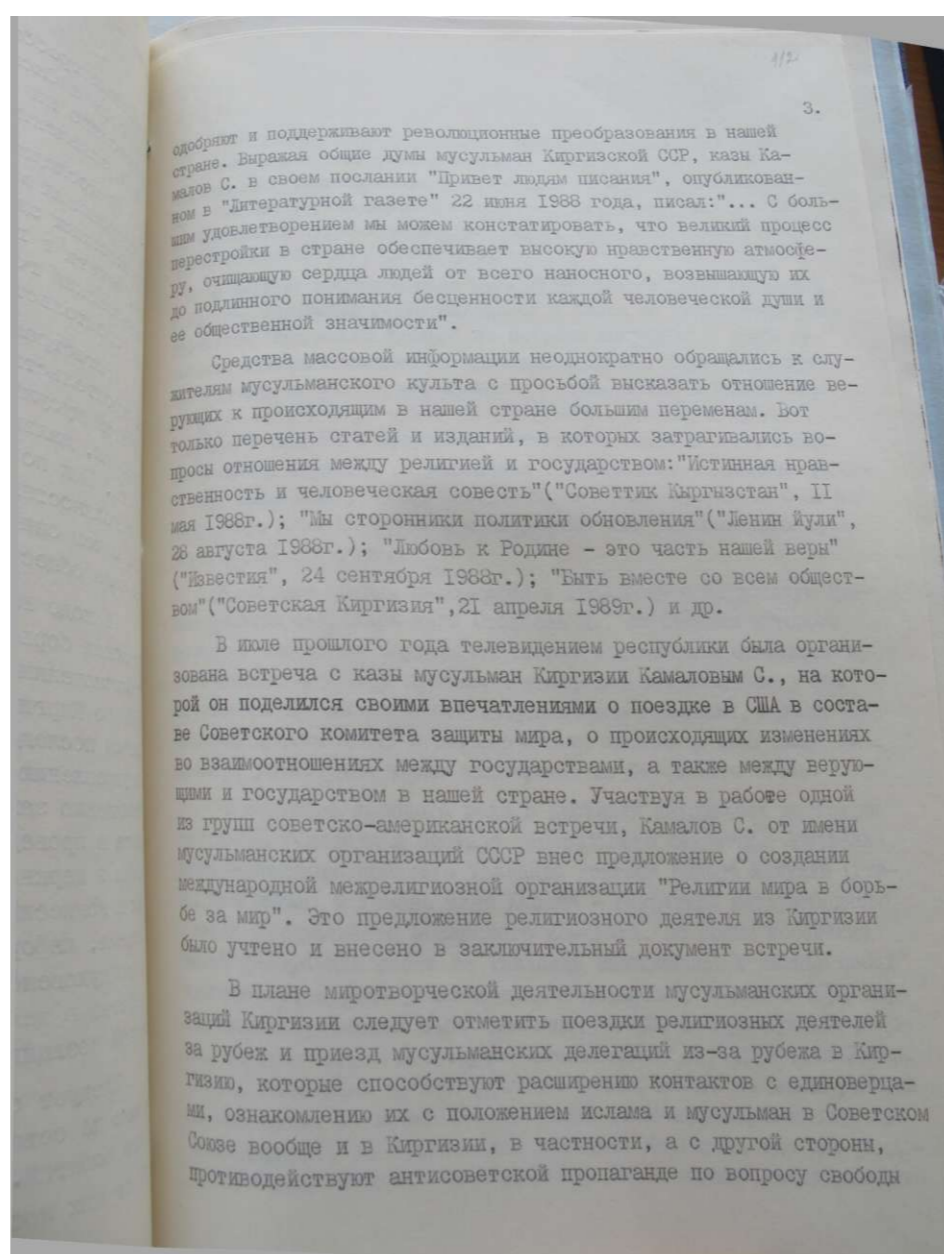 112
3.
одобряют и поддерживают революционные преобразования в нашей
стране. Выражая общие думы мусульман Киргизской ССР, казы Ка-
малов С. в своем послании "Привет людям писания", опубликован-
ном в "Литературной газете" 22 июня I988 года, писал:"... С боль-
шим удовлетворением мы можем констатировать, что великий процесс
перестройки в стране обеспечивает высокую нравственную атмосфе-
ру, очищающую сердца людей от всего наносного, возвышающую их
до подлинного понимания бесценности каждой человеческой души и
ее общественной значимости".
Средства массовой информации неоднократно обращались к слу-
жителям мусульманского культа с просьбой высказать отношение ве-
рующих к происходящим в нашей стране большим переменам. Вот
только перечень статей и изданий, в которых затрагивались во-
просы отношения между религией и государством:"Истинная нрав-
ственность и человеческая совесть"("Советтик Кыргызстан", II
мая I988г.); "Мы сторонники политики обновления"("Ленин йули",
28 августа I988г.); "Любовь к Родине - это часть нашей веры"
("Известия", 24 сентября I988г.); "Быть вместе со всем общест-
вом"("Советская Киргизия",2I апреля I989г.) и др.
В июле прошлого года телевидением республики была органи-
зована встреча с казы мусульман Киргизии Камаловым С., на кото-
рой он поделился своими впечатлениями о поездке в США в соста-
ве Советского комитета защиты мира, о происходящих изменениях
во взаимоотношениях между государствами, а также между верую-
щими и государством в нашей стране. Участвуя в работе одной
из групп советско-американской встречи, Камалов С. от имени
мусульманских организаций СССР внес предложение о создании
международной межрелигиозной организации "Религии мира в борь-
бе за мир". Это предложение религиозного деятеля из Киргизии
было учтено и внесено в заключительный документ встречи.
В плане миротворческой деятельности мусульманских органи-
заций Киргизии следует отметить поездки религиозных деятелей
за рубеж и приезд мусульманских делегаций из-за рубежа в Кир-
гизию, которые способствуют расширению контактов с единоверца-
ми, ознакомлению их с положением ислама и мусульман в Советском
Союзе вообще и в Киргизии, в частности, а с другой стороны,
противодействуют антисоветской пропаганде по вопросу свободы